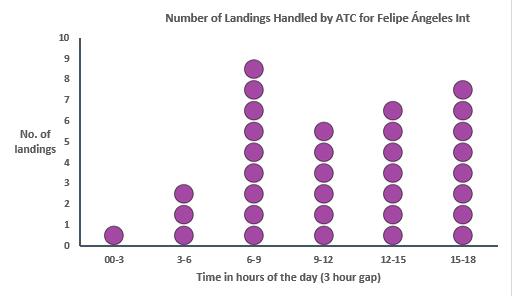 Number of Landings Handled by ATC for Felipe Ángeles Int
10
9
8
7
6
5
4
3
2
1
0
No. of
landings
00-3 3-6 6-9 9-12 12-15 15-18
Time in hours of the day (3 hour gap)